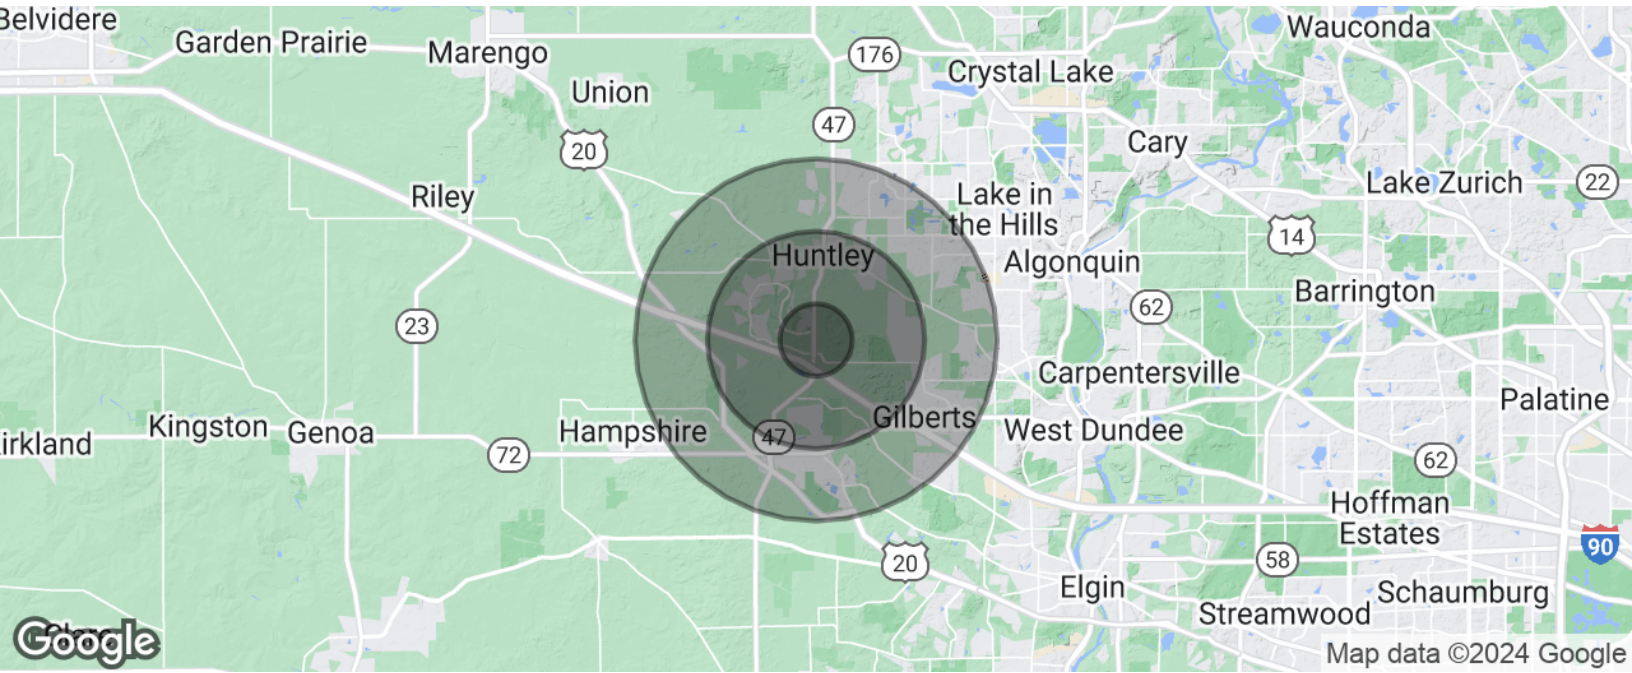 Belvidere
Garden Prairie
Marengo
Union
176
Crystal Lake
Wauconda
47
20
Cary
Riley
Lake in
the Hills
Lake Zurich
22
14
Huntley
Algonquin
62
Barrington
23
Carpentersville
Palatine
Kingston
Genoa
irkland
72
Hampshire
47
Gilberts
West Dundee
62
Hoffman
Estates
90
20
58
Elgin
Schaumburg
Streamwood
Google
Map data ©2024 Google